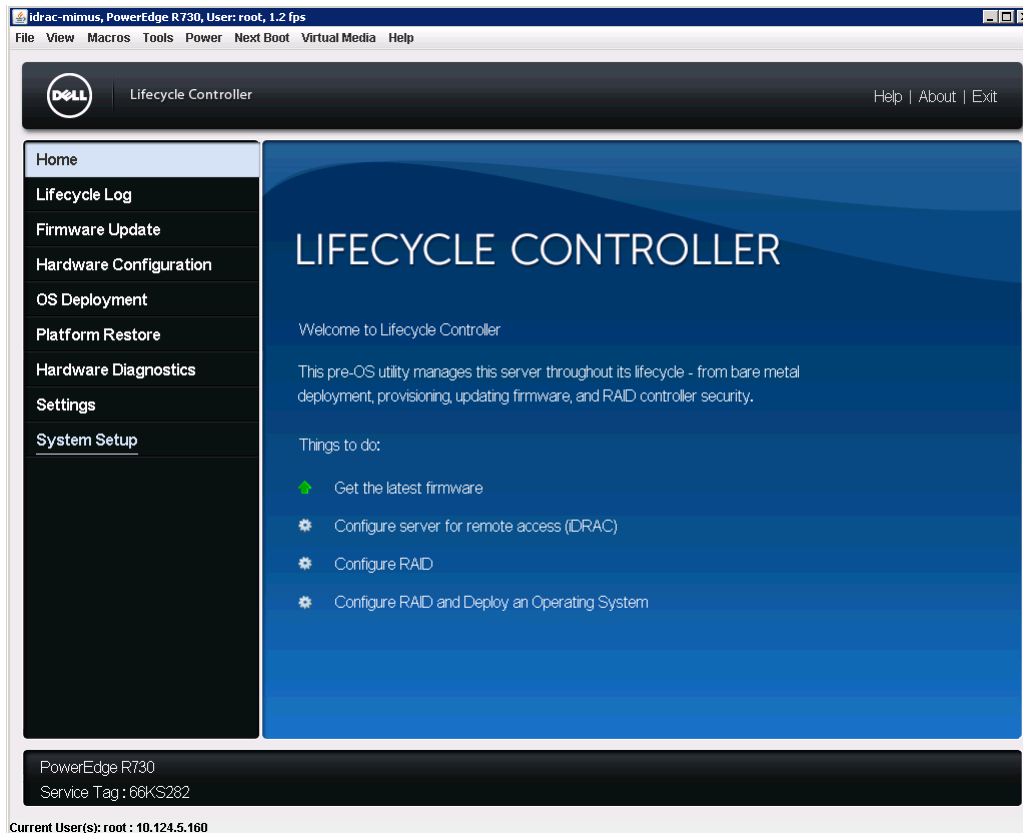 idrac-mimus, PowerEdge R730, User: root, 1.2 fps
File View Macros Tools Power Next Boot Virtual Media Help
DELL
Lifecycle Controller
Help | About | Exit
Home
Lifecycle Log
Firmware Update
Hardware Configuration
OS Deployment
Platform Restore
Hardware Diagnostics
Settings
System Setup
LIFECYCLE CONTROLLER
Welcome to Lifecycle Controller
This pre-OS utility manages this server throughout its lifecycle - from bare metal
deployment, provisioning, updating firmware, and RAID controller security.
Things to do:
Get the latest firmware
Configure server for remote access (iDRAC)
Configure RAID
Configure RAID and Deploy an Operating System
PowerEdge R730
Service Tag : 66KS282
Current User(s): root : 10.124.5.160